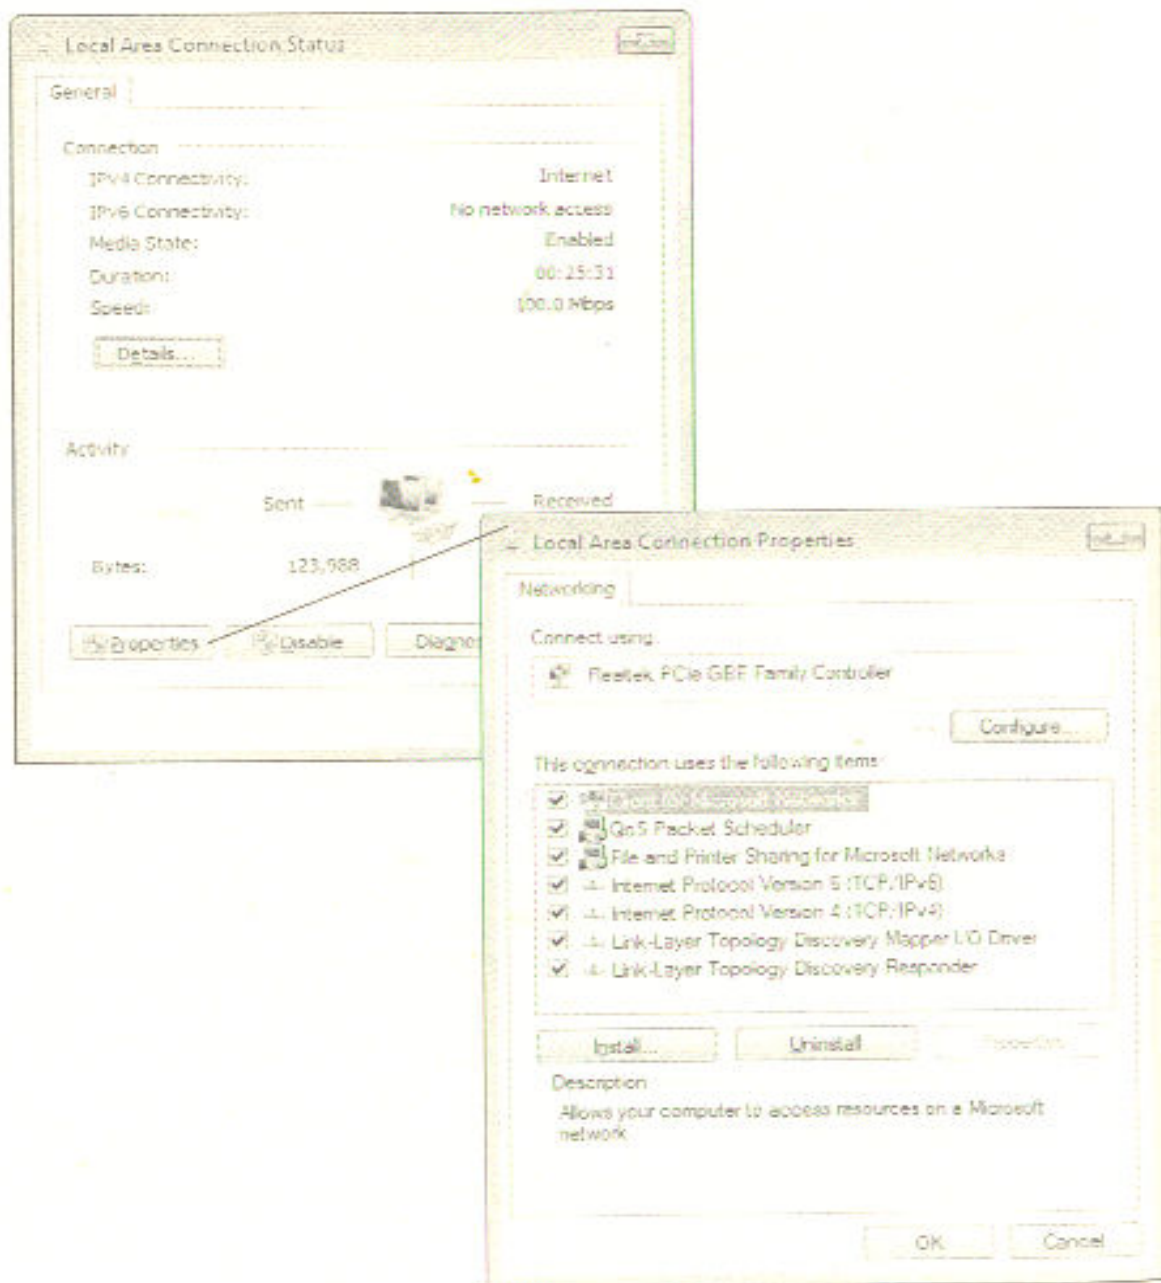 Local Area Connection Status
General
Connection
IPv4 Connectivity: Internet
IPv6 Connectivity: No network access
Media State: Enabled
Duration: 00:25:31
Speed: 100.0 Mbps
Details...
Activity
Sent Received
Bytes: 123,988
Properties Disable
Local Area Connection Properties
Networking
Connect using:
Realtek PCIe GBE Family Controller
Configure...
This connection uses the following items:
Client for Microsoft Networks
QoS Packet Scheduler
File and Printer Sharing for Microsoft Networks
Internet Protocol Version 6 (TCP/IPv6)
Internet Protocol Version 4 (TCP/IPv4)
Link-Layer Topology Discovery Mapper I/O Driver
Link-Layer Topology Discovery Responder
Install... Uninstall Properties
Description
Allows your computer to access resources on a Microsoft
network
OK Cancel